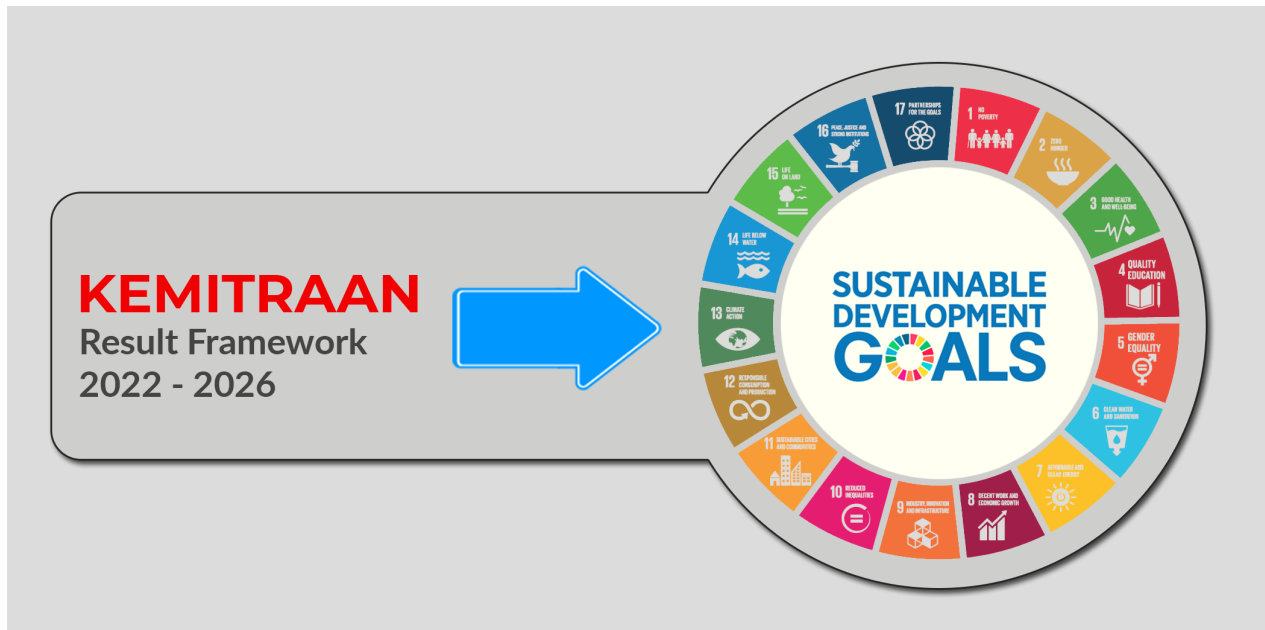 KEMITRAAN
Result Framework
2022 - 2026
SUSTAINABLE
DEVELOPMENT
GOALS
1 NO
POVERTY
2 ZERO
HUNGER
3 GOOD HEALTH
AND WELL-BEING
4 QUALITY
EDUCATION
5 GENDER
EQUALITY
6 CLEAN WATER
AND SANITATION
7 AFFORDABLE AND
CLEAN ENERGY
8 DECENT WORK AND
ECONOMIC GROWTH
9 INDUSTRY, INNOVATION
AND INFRASTRUCTURE
10 REDUCED
INEQUALITIES
11 SUSTAINABLE CITIES
AND COMMUNITIES
12 RESPONSIBLE
CONSUMPTION
AND PRODUCTION
13 CLIMATE
ACTION
14 LIFE BELOW
WATER
15 LIFE
ON LAND
16 PEACE, JUSTICE AND
STRONG INSTITUTIONS
17 PARTNERSHIPS
FOR THE GOALS